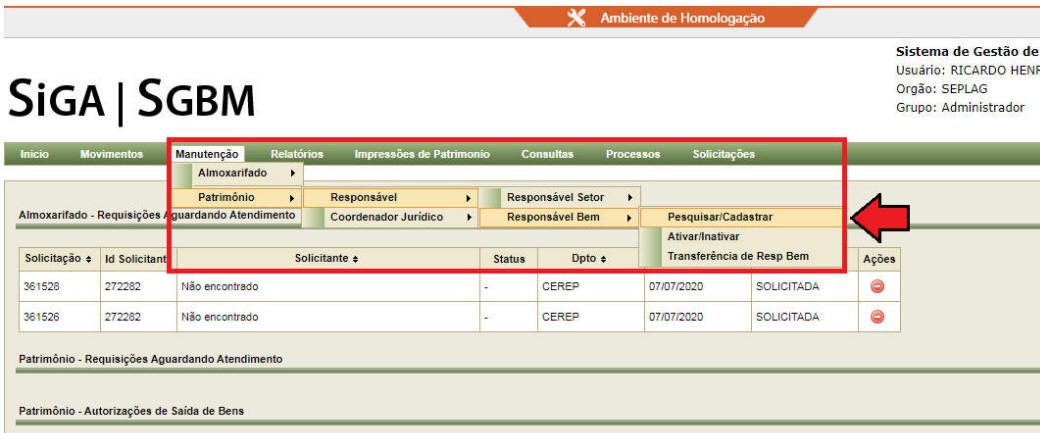 Ambiente de Homologação
Sistema de Gestão de
Usuário: RICARDO HENR
Orgão: SEPLAG
Grupo: Administrador
SiGA | SGBM
Inicio Movimentos Manutenção Relatórios Impressões de Patrimonio Consultas Processos Solicitações
Almoxarifado
Patrimônio Responsável Responsável Setor
Almoxarifado - Requisições Aguardando Atendimento Coordenador Jurídico Responsável Bem Pesquisar/Cadastrar
Ativar/Inativar
Transferência de Resp Bem
Solicitação Id Solicitant Solicitante Status Dpto Ações
361528 272282 Não encontrado - CEREP 07/07/2020 SOLICITADA
361526 272282 Não encontrado - CEREP 07/07/2020 SOLICITADA
Patrimônio - Requisições Aguardando Atendimento
Patrimônio - Autorizações de Saída de Bens